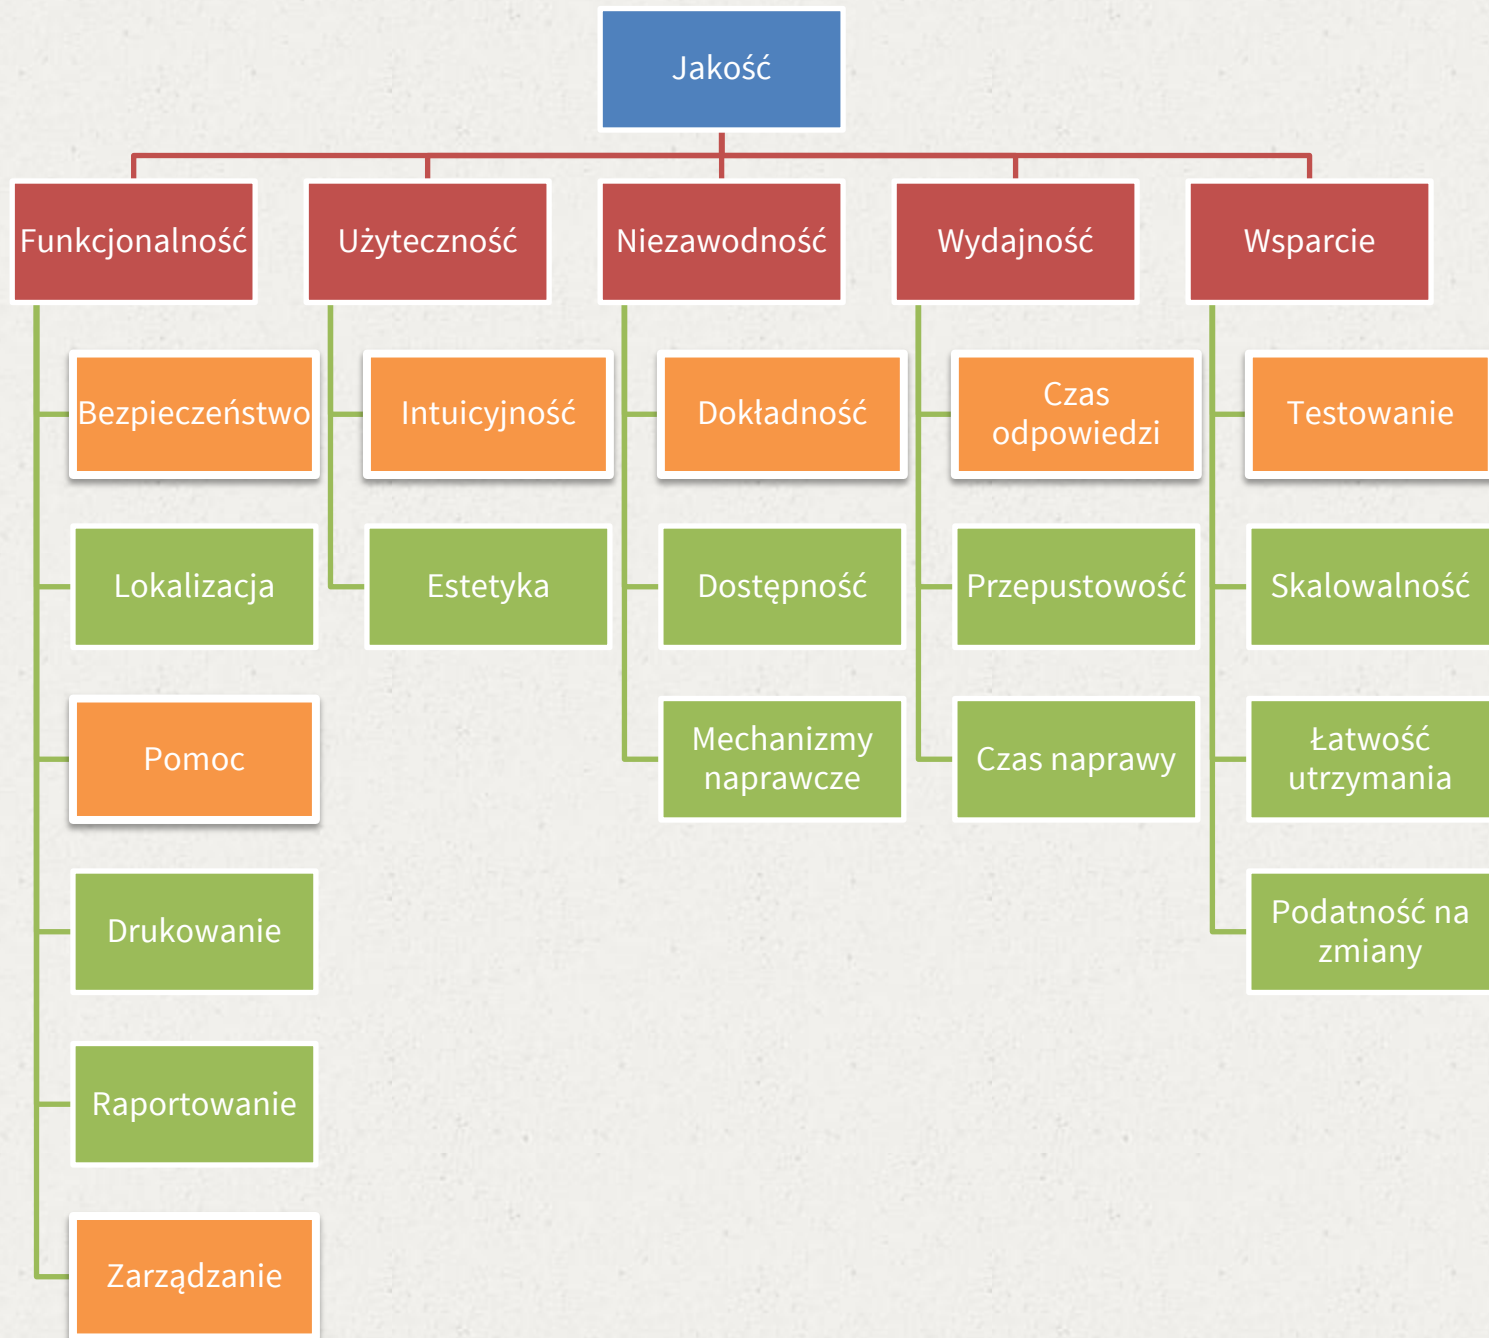 Jakość
Funkcjonalność
Użyteczność
Niezawodność
Wydajność
Wsparcie
Bezpieczeństwo
Intuicyjność
Dokładność
Czas
odpowiedzi
Testowanie
Lokalizacja
Estetyka
Dostępność
Przepustowość
Skalowalność
Pomoc
Mechanizmy
naprawcze
Czas naprawy
Łatwość
utrzymania
Drukowanie
Podatność na
zmiany
Raportowanie
Zarządzanie